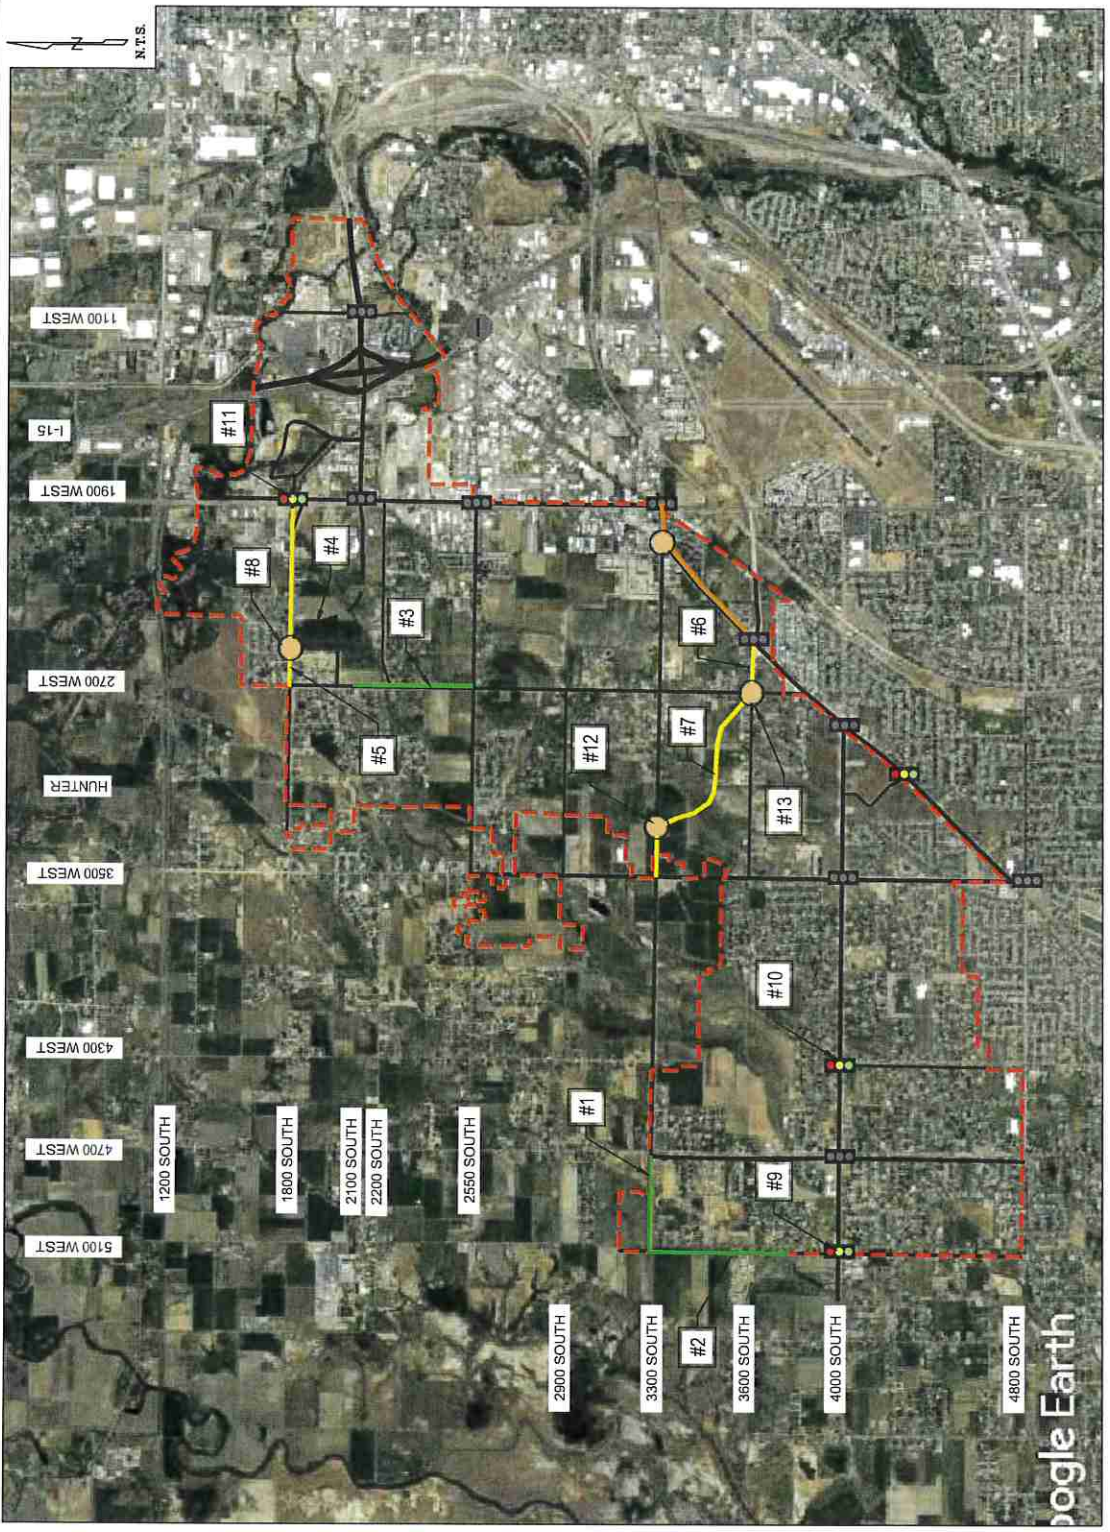 N
N.T.S.
1100 WEST
I-15
1900 WEST
2700 WEST
HUNTER
3500 WEST
4300 WEST
4700 WEST
5100 WEST
1200 SOUTH
1800 SOUTH
2100 SOUTH
2200 SOUTH
2550 SOUTH
2900 SOUTH
3300 SOUTH
3600 SOUTH
4000 SOUTH
4800 SOUTH
#11
#8
#4
#3
#5
#6
#7
#12
#13
#10
#1
#9
#2
oogle Earth